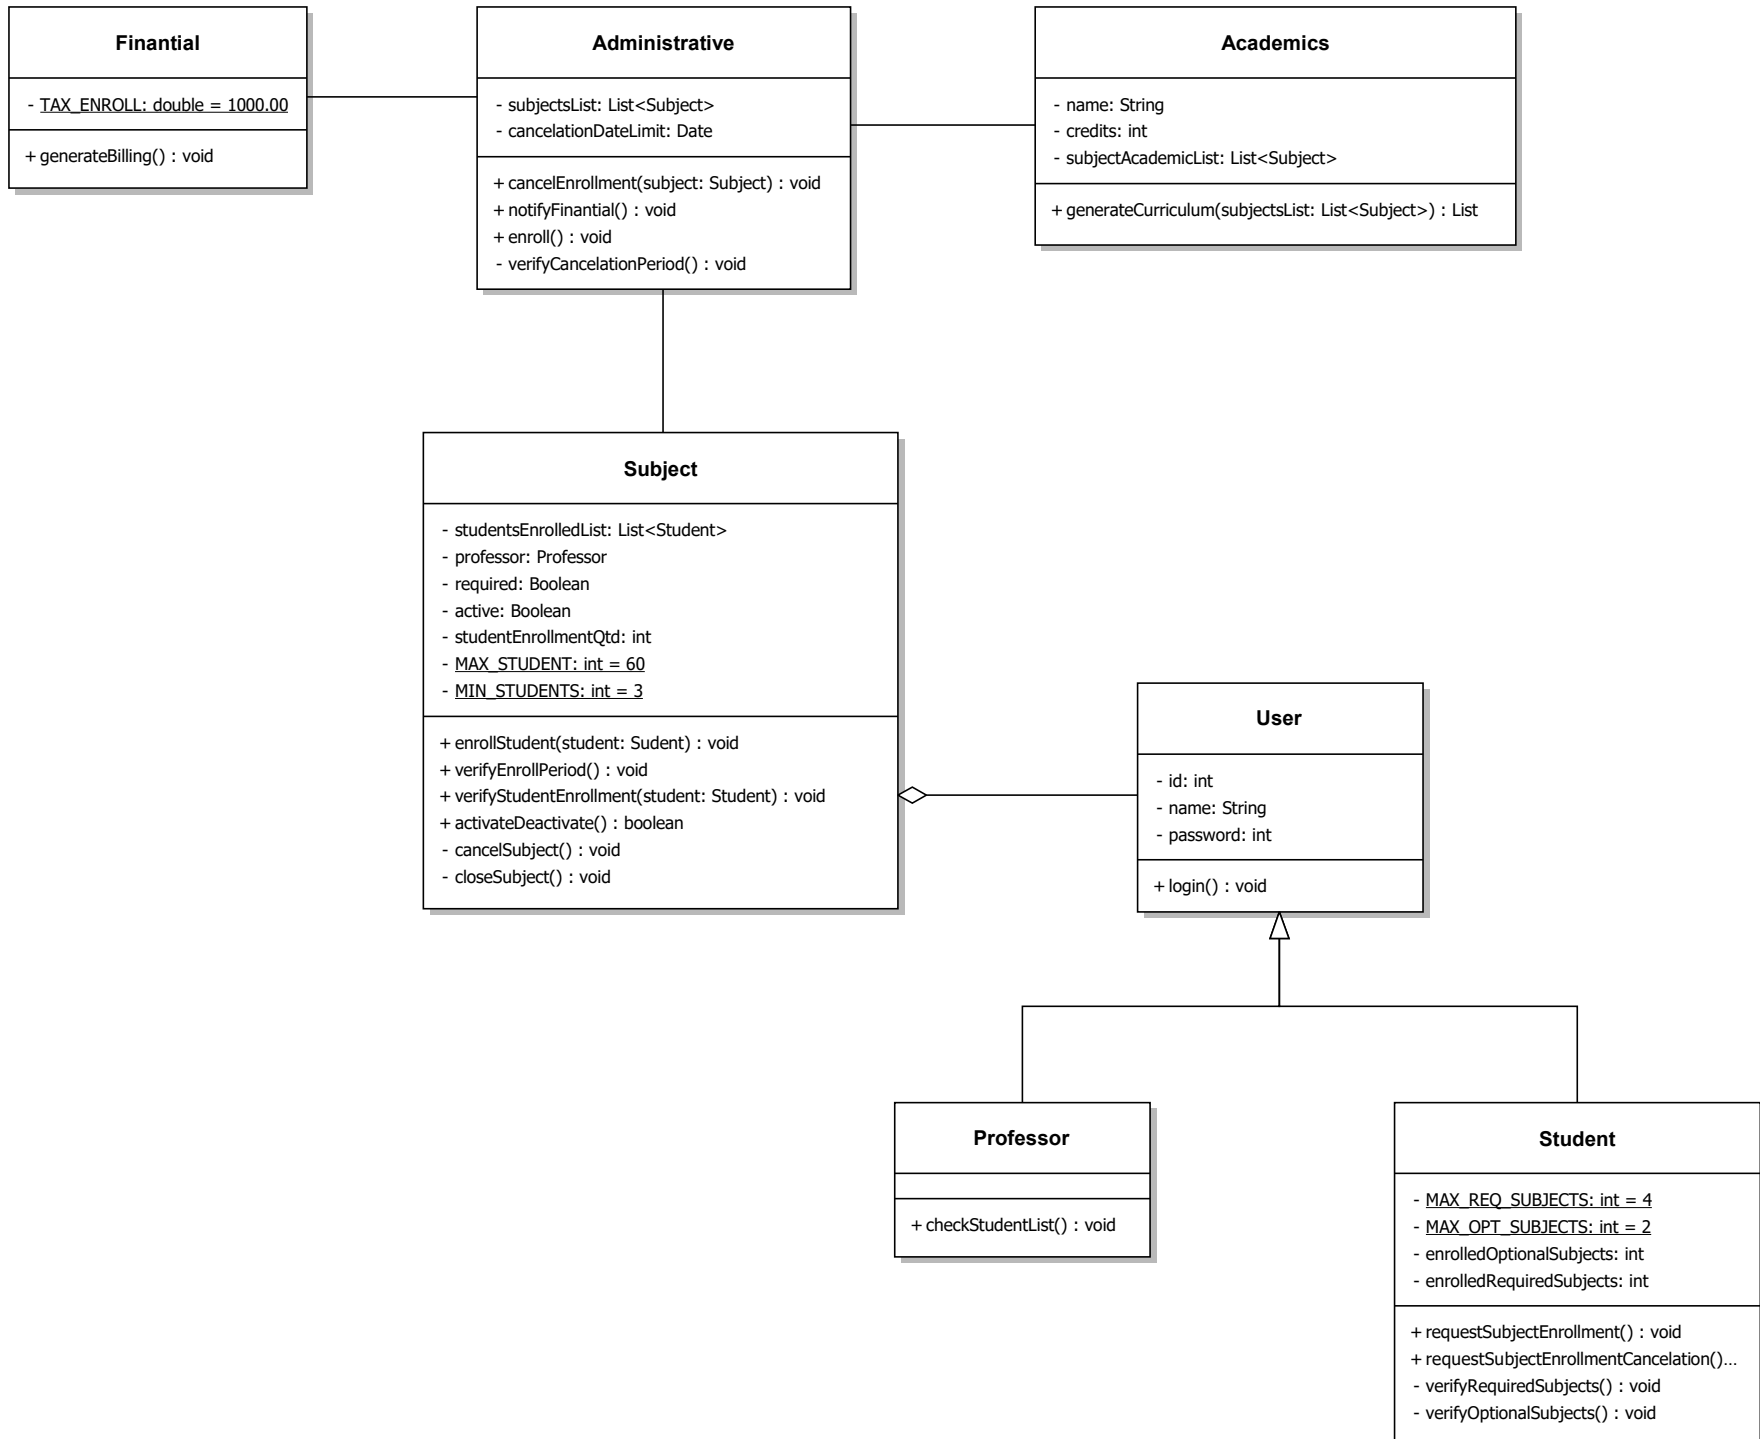 Finantial
- TAX_ENROLL: double = 1000.00
+ generateBilling() : void
Administrative
- subjectsList: List<Subject>
- cancelationDateLimit: Date
+ cancelEnrollment(subject: Subject) : void
+ notifyFinantial() : void
+ enroll() : void
- verifyCancelationPeriod() : void
Academics
- name: String
- credits: int
- subjectAcademicList: List<Subject>
+ generateCurriculum(subjectsList: List<Subject>) : List
Subject
- studentsEnrolledList: List<Student>
- professor: Professor
- required: Boolean
- active: Boolean
- studentEnrollmentQtd: int
- MAX_STUDENT: int = 60
- MIN_STUDENTS: int = 3
+ enrollStudent(student: Sudent) : void
+ verifyEnrollPeriod() : void
+ verifyStudentEnrollment(student: Student) : void
+ activateDeactivate() : boolean
- cancelSubject() : void
- closeSubject() : void
User
- id: int
- name: String
- password: int
+ login() : void
Professor
+ checkStudentList() : void
Student
- MAX_REQ_SUBJECTS: int = 4
- MAX_OPT_SUBJECTS: int = 2
- enrolledOptionalSubjects: int
- enrolledRequiredSubjects: int
+ requestSubjectEnrollment() : void
+ requestSubjectEnrollmentCancelation()...
- verifyRequiredSubjects() : void
- verifyOptionalSubjects() : void